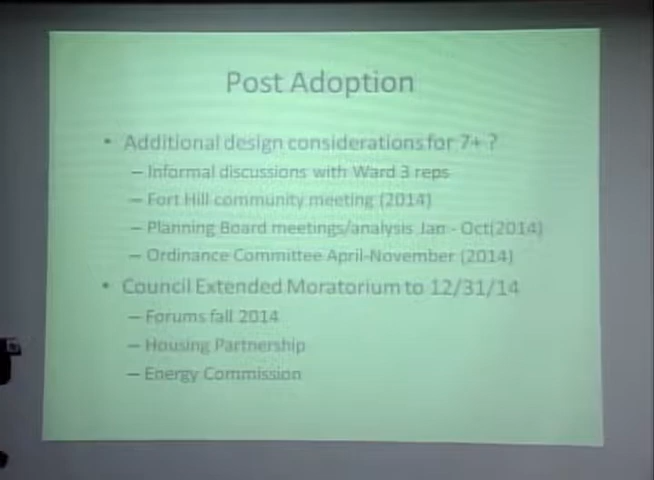 Post Adoption
• Additional design considerations for 7+ ?
– Informal discussions with Ward 3 reps
– Fort Hill community meeting (2014)
– Planning Board meetings/analysis Jan - Oct(2014)
– Ordinance Committee April-November (2014)
• Council Extended Moratorium to 12/31/14
– Forums fall 2014
– Housing Partnership
– Energy Commission